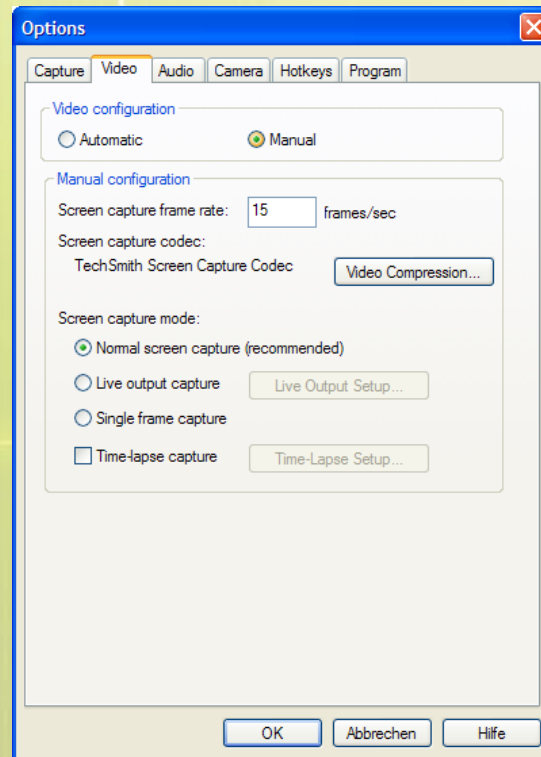 Options
Capture Video Audio Camera Hotkeys Program
Video configuration
Automatic Manual
Manual configuration
Screen capture frame rate: 15 frames/sec
Screen capture codec:
TechSmith Screen Capture Codec Video Compression...
Screen capture mode:
Normal screen capture (recommended)
Live output capture Live Output Setup...
Single frame capture
Time-lapse capture Time-Lapse Setup...
OK Abbrechen Hilfe